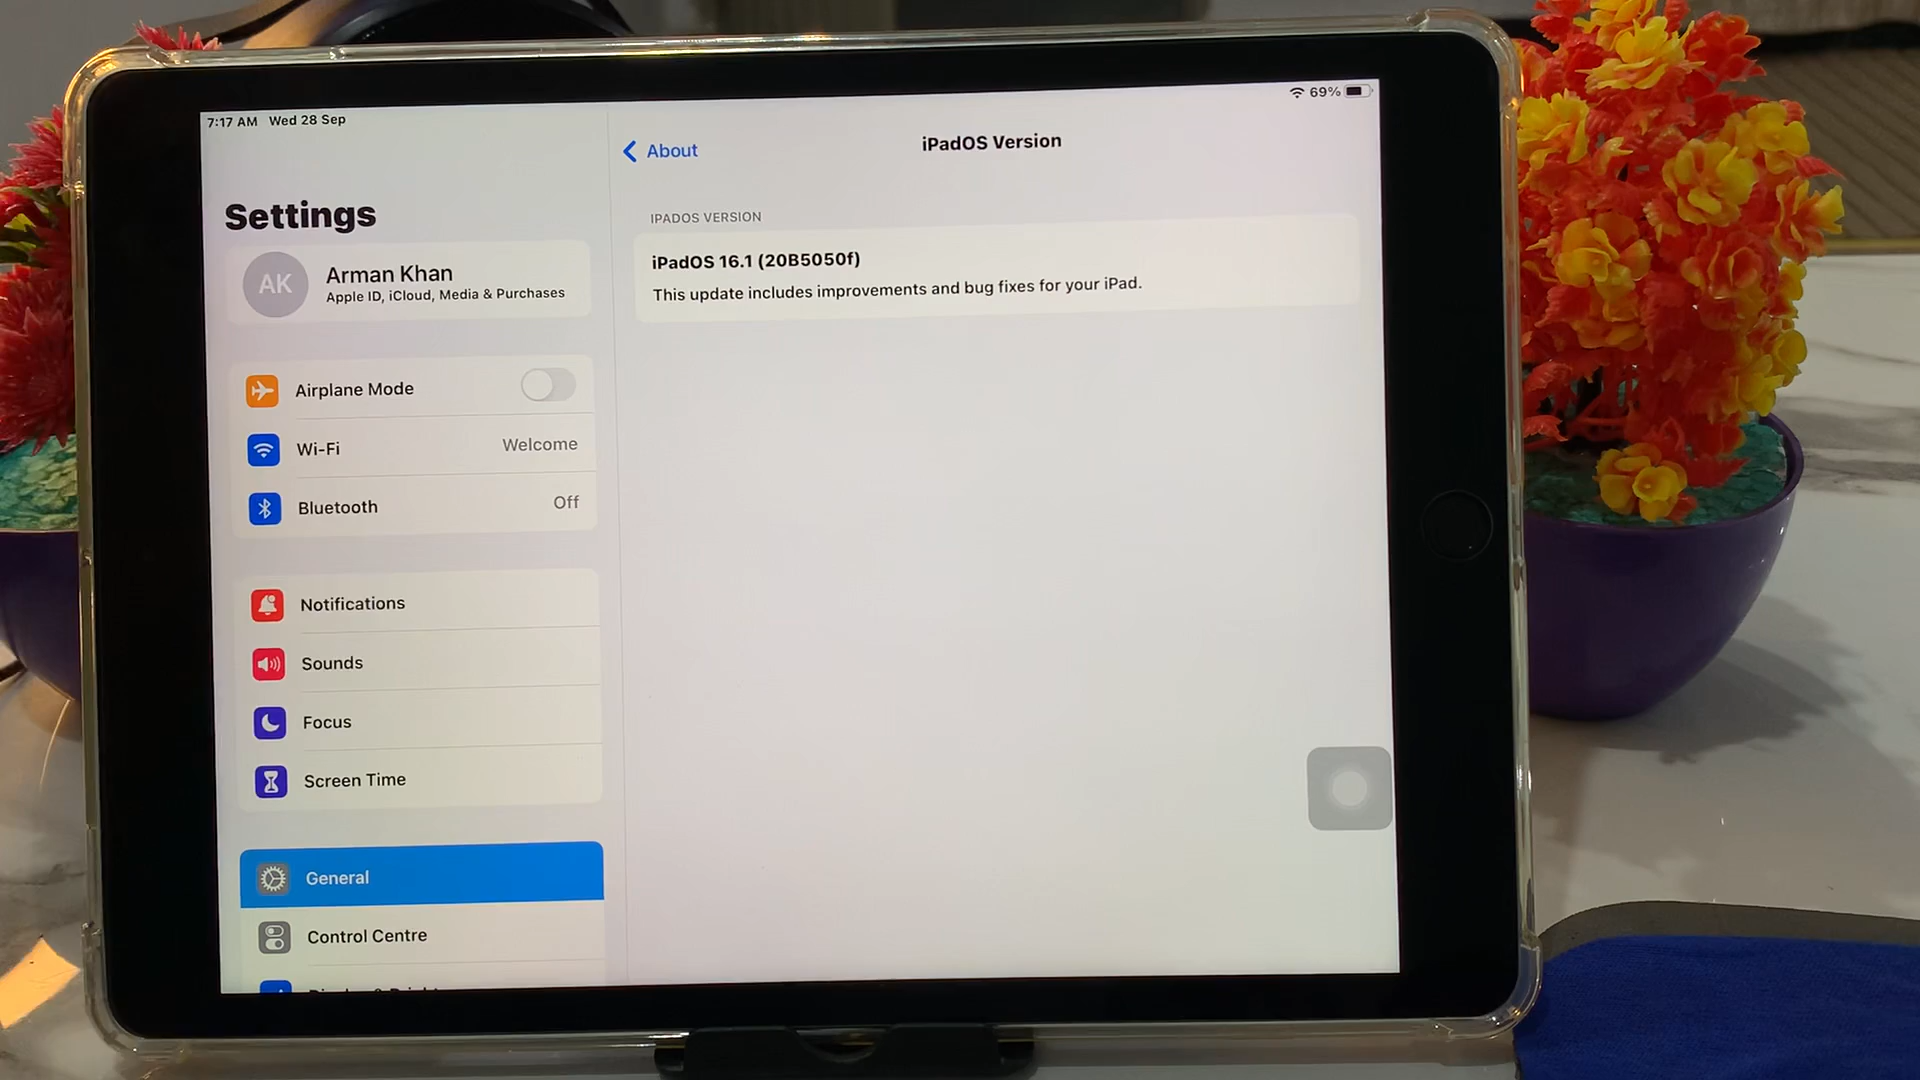 7:17 AM Wed 28 Sep
69%
Settings
AK
Arman Khan
Apple ID, iCloud, Media & Purchases
Airplane Mode
Wi-Fi Welcome
Bluetooth Off
Notifications
Sounds
Focus
Screen Time
General
Control Centre
About
iPadOS Version
IPADOS VERSION
iPadOS 16.1 (20B5050f)
This update includes improvements and bug fixes for your iPad.